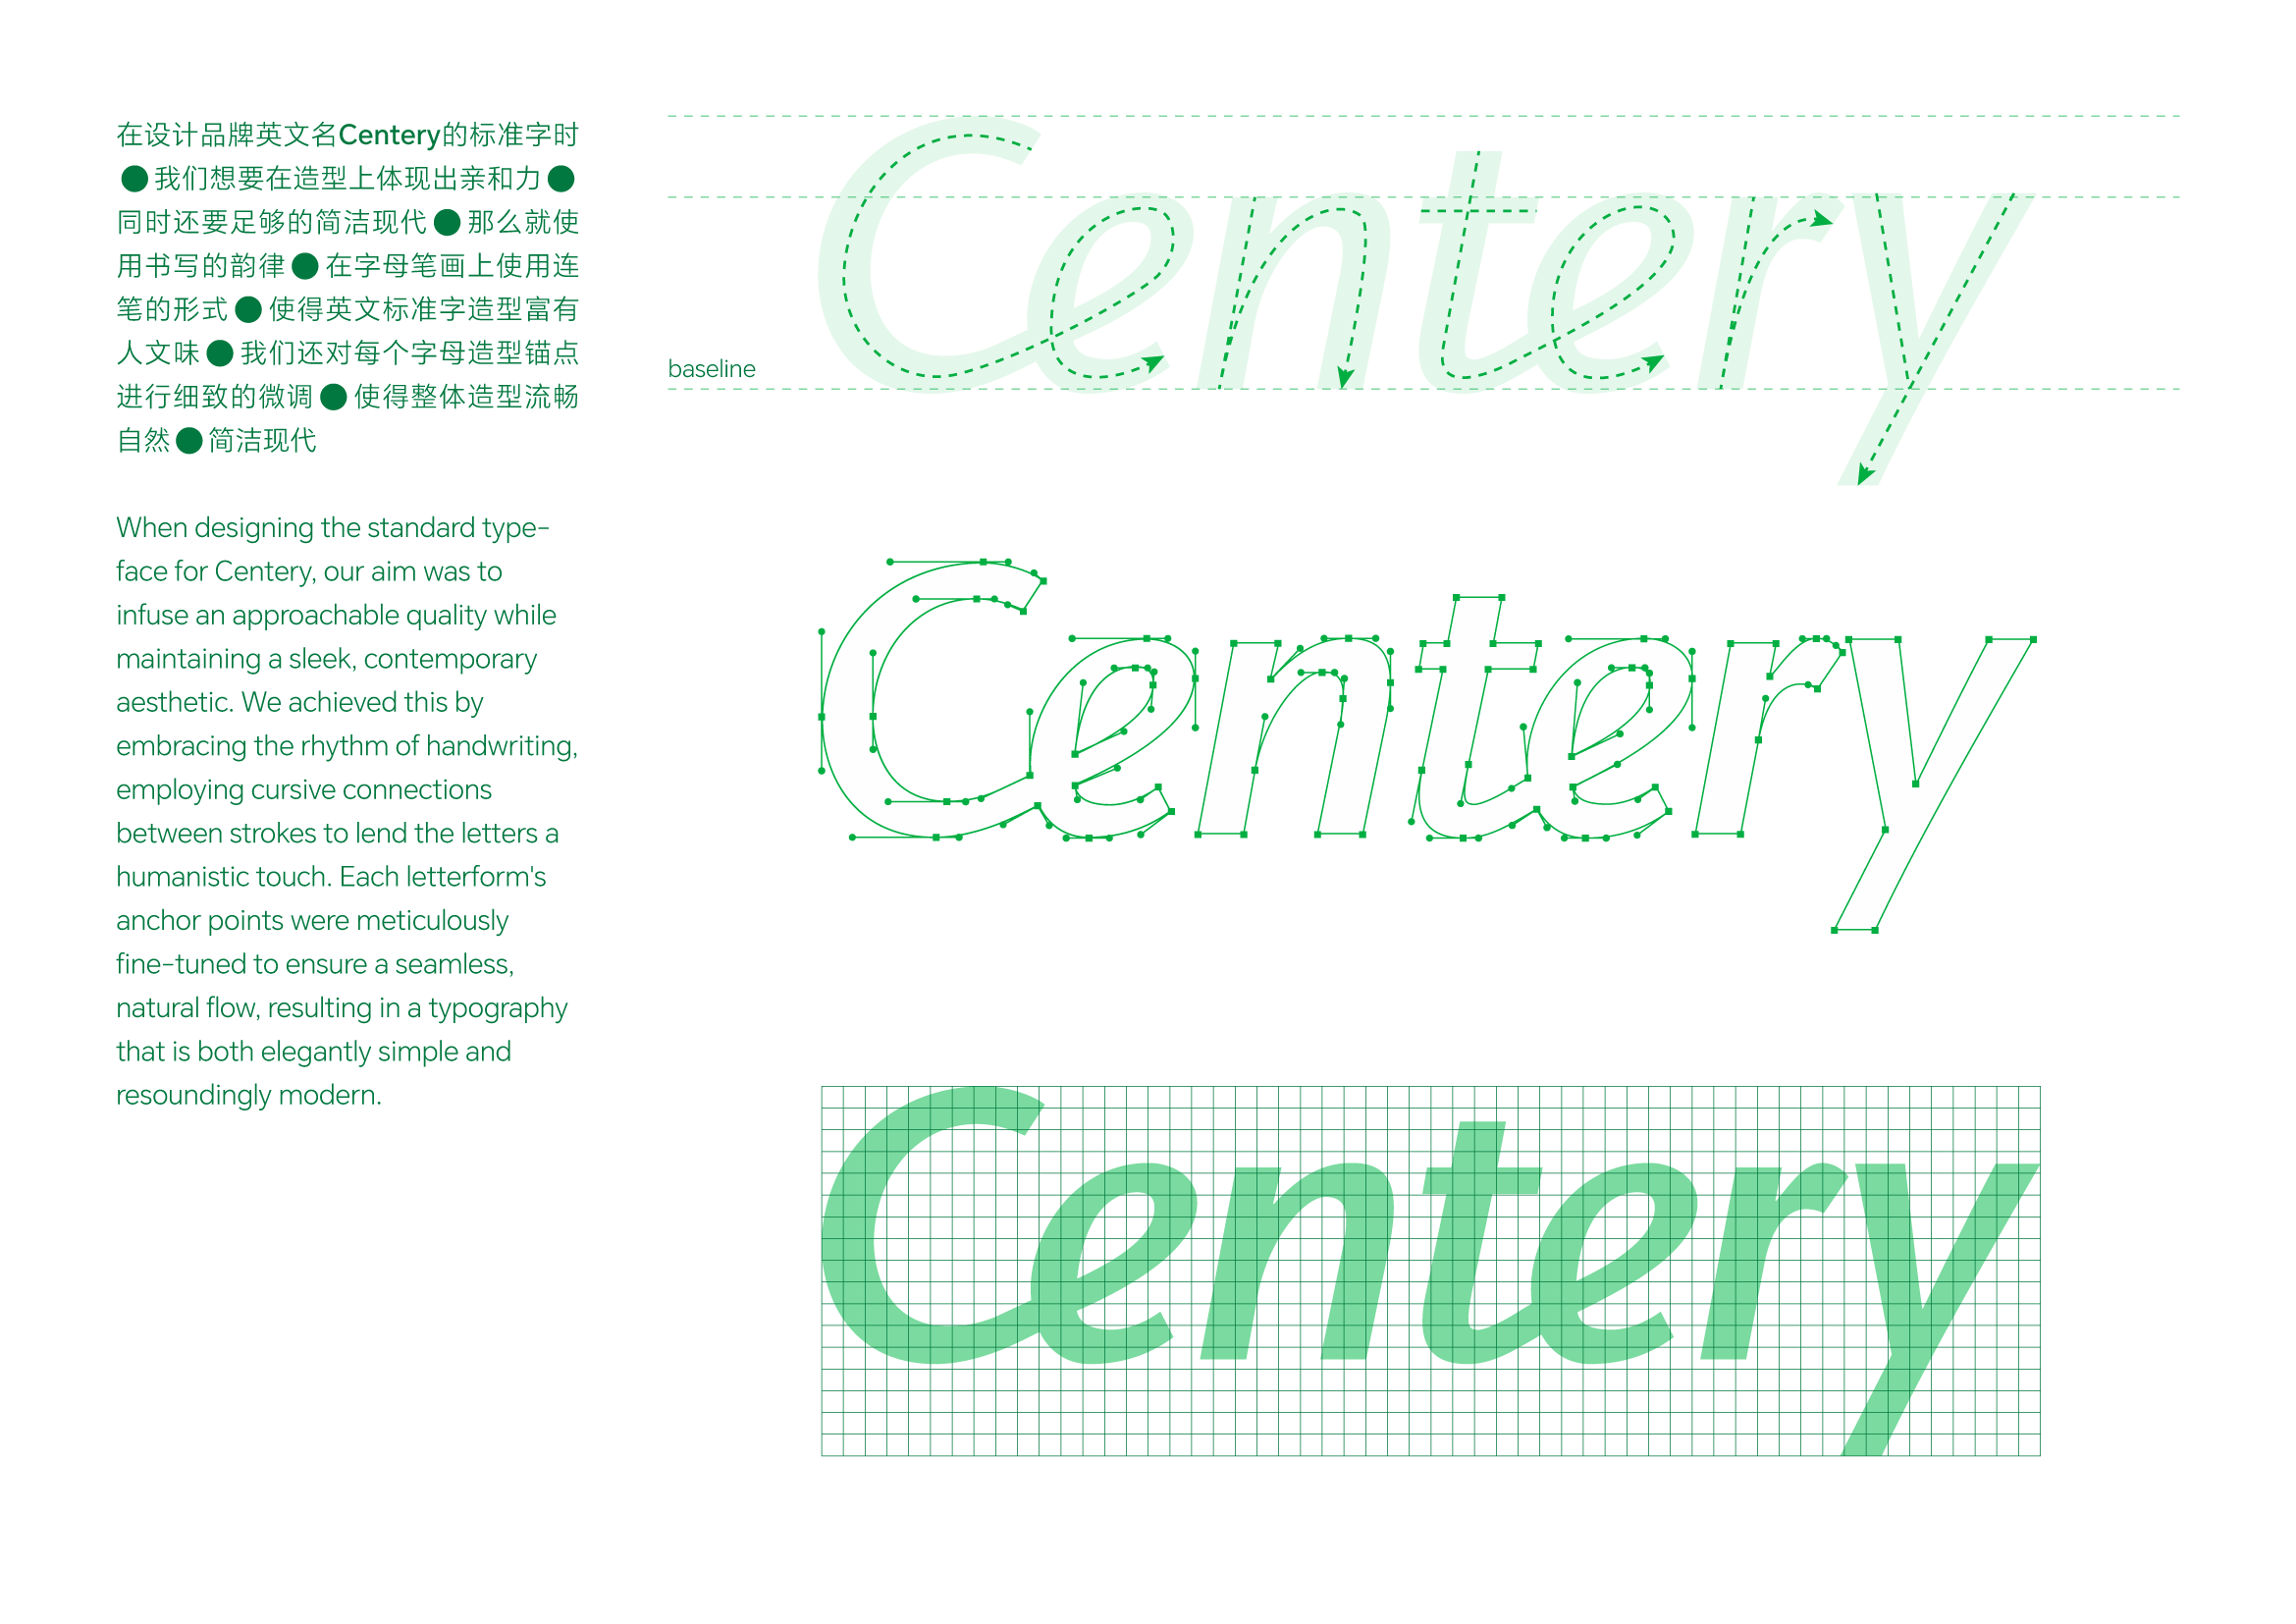 在设计品牌英文名Centery的标准字时
●我们想要在造型上体现出亲和力●
同时还要足够的简洁现代●那么就使
用书写的韵律●在字母笔画上使用连
笔的形式●使得英文标准字造型富有
人文味●我们还对每个字母造型锚点
进行细致的微调●使得整体造型流畅
自然●简洁现代
When designing the standard type-
face for Centery, our aim was to
infuse an approachable quality while
maintaining a sleek, contemporary
aesthetic. We achieved this by
embracing the rhythm of handwriting,
employing cursive connections
between strokes to lend the letters a
humanistic touch. Each letterform's
anchor points were meticulously
fine-tuned to ensure a seamless,
natural flow, resulting in a typography
that is both elegantly simple and
resoundingly modern.
Centery
baseline
Centery
Centery